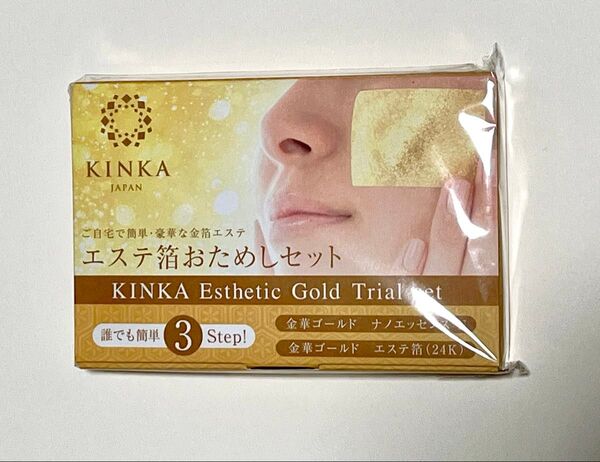 KINKA
JAPAN
ご自宅で簡単・豪華な金箔エステ
エステ箔おためしセット
KINKA Esthetic Gold Trial set
誰でも簡単 3 Step!
金華ゴールド ナノエッセンス
金華ゴールド エステ箔(24K)